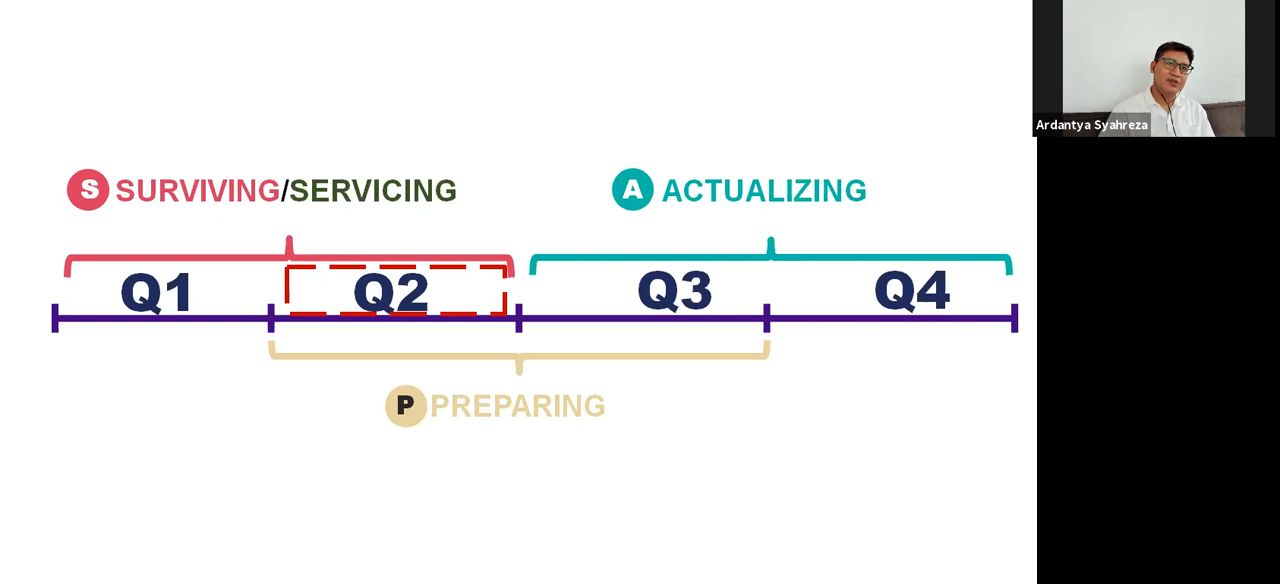 S SURVIVING/SERVICING
A ACTUALIZING
Q1 Q2 Q3 Q4
P PREPARING
Ardantya Syahreza